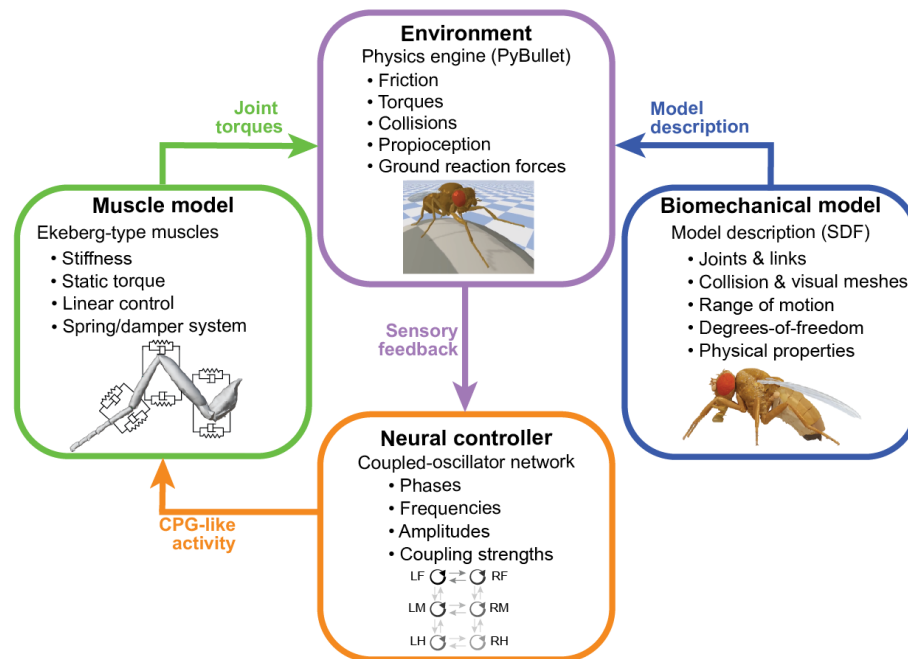 Environment
Physics engine (PyBullet)
• Friction
• Torques
• Collisions
• Propioception
• Ground reaction forces
Joint
torques
Model
description
Muscle model
Ekeberg-type muscles
• Stiffness
• Static torque
• Linear control
• Spring/damper system
Biomechanical model
Model description (SDF)
• Joints & links
• Collision & visual meshes
• Range of motion
• Degrees-of-freedom
• Physical properties
Sensory
feedback
Neural controller
Coupled-oscillator network
• Phases
• Frequencies
• Amplitudes
• Coupling strengths
LF RF
LM RM
LH RH
CPG-like
activity